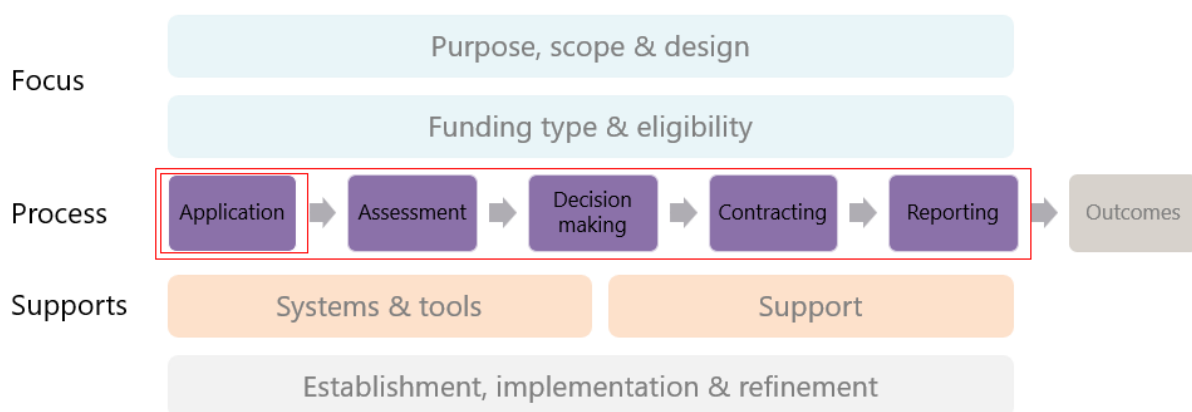 Purpose, scope & design
Focus
Funding type & eligibility
Process
Application
Assessment
Decision
making
Contracting
Reporting
Outcomes
Supports
Systems & tools
Support
Establishment, implementation & refinement